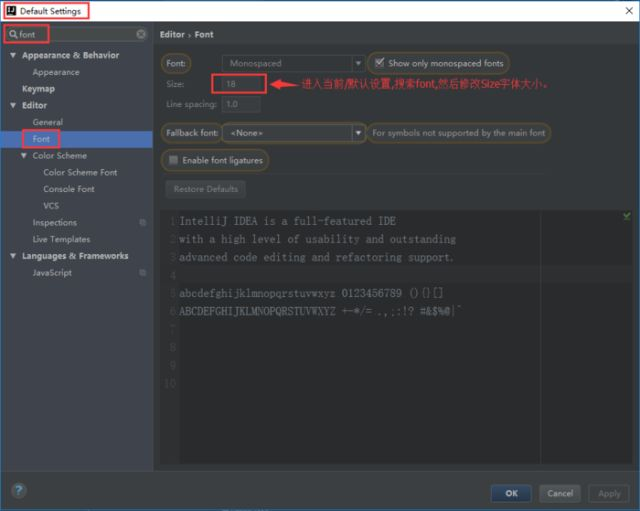 Default Settings
font
Editor › Font
Appearance & Behavior
Appearance
Keymap
Editor
General
Font
Color Scheme
Color Scheme Font
Console Font
VCS
Inspections
Live Templates
Languages & Frameworks
JavaScript
Font: Monospaced Show only monospaced fonts
Size: 18 进入当前/默认设置,搜索font,然后修改Size字体大小。
Line spacing: 1.0
Fallback font: <None> For symbols not supported by the main font
Enable font ligatures
Restore Defaults
1 IntelliJ IDEA is a full-featured IDE
2 with a high level of usability and outstanding
3 advanced code editing and refactoring support.
4
5 abcdefghijklmnopqrstuvwxyz 0123456789 (){}[]
6 ABCDEFGHIJKLMNOPQRSTUVWXYZ +-*/= .,;:!? #&$%@|^
7
8
9
10
? OK Cancel Apply